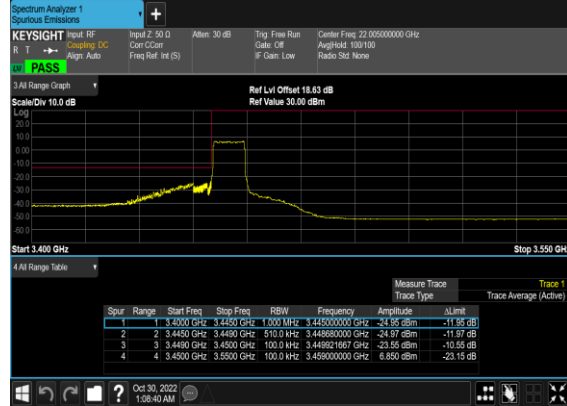 Spectrum Analyzer 1
Spurious Emissions
+
KEYSIGHT Input: RF Input Z: 50 Ω Atten: 30 dB Trig: Free Run Center Freq: 22.005000000 GHz
R T Coupling: DC Corr CCorr Gate: Off Avg|Hold: 100/100
Align: Auto Freq Ref: Int (S) IF Gain: Low Radio Std: None
PASS
3 All Range Graph
Ref Lvl Offset 18.63 dB
Scale/Div 10.0 dB Ref Value 30.00 dBm
Log
20.0
10.0
0.00
-10.0
-20.0
-30.0
-40.0
-50.0
-60.0
Start 3.400 GHz Stop 3.550 GHz
4 All Range Table
Measure Trace Trace 1
Trace Type Trace Average (Active)
Spur Range Start Freq Stop Freq RBW Frequency Amplitude ΔLimit
1 1 3.4000 GHz 3.4450 GHz 1.000 MHz 3.445000000 GHz -24.95 dBm -11.95 dB
2 2 3.4450 GHz 3.4490 GHz 510.0 kHz 3.448680000 GHz -24.97 dBm -11.97 dB
3 3 3.4490 GHz 3.4500 GHz 100.0 kHz 3.449921667 GHz -23.55 dBm -10.55 dB
4 4 3.4500 GHz 3.5500 GHz 100.0 kHz 3.459000000 GHz 6.850 dBm -23.15 dB
? Oct 30, 2022
1:08:40 AM